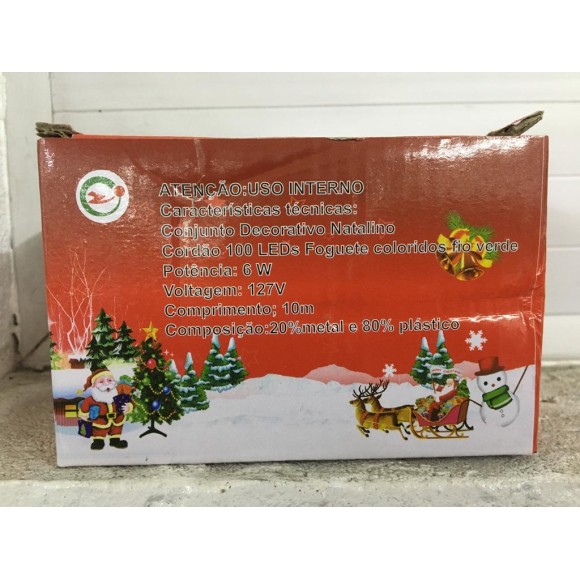 ATENÇÃO:USO INTERNO
Características técnicas:
Conjunto Decorativo Natalino
Cordão 100 LEDs Foguete coloridos fio verde
Potência: 6 W
Voltagem: 127V
Comprimento; 10m
Composição:20%metal e 80% plástico